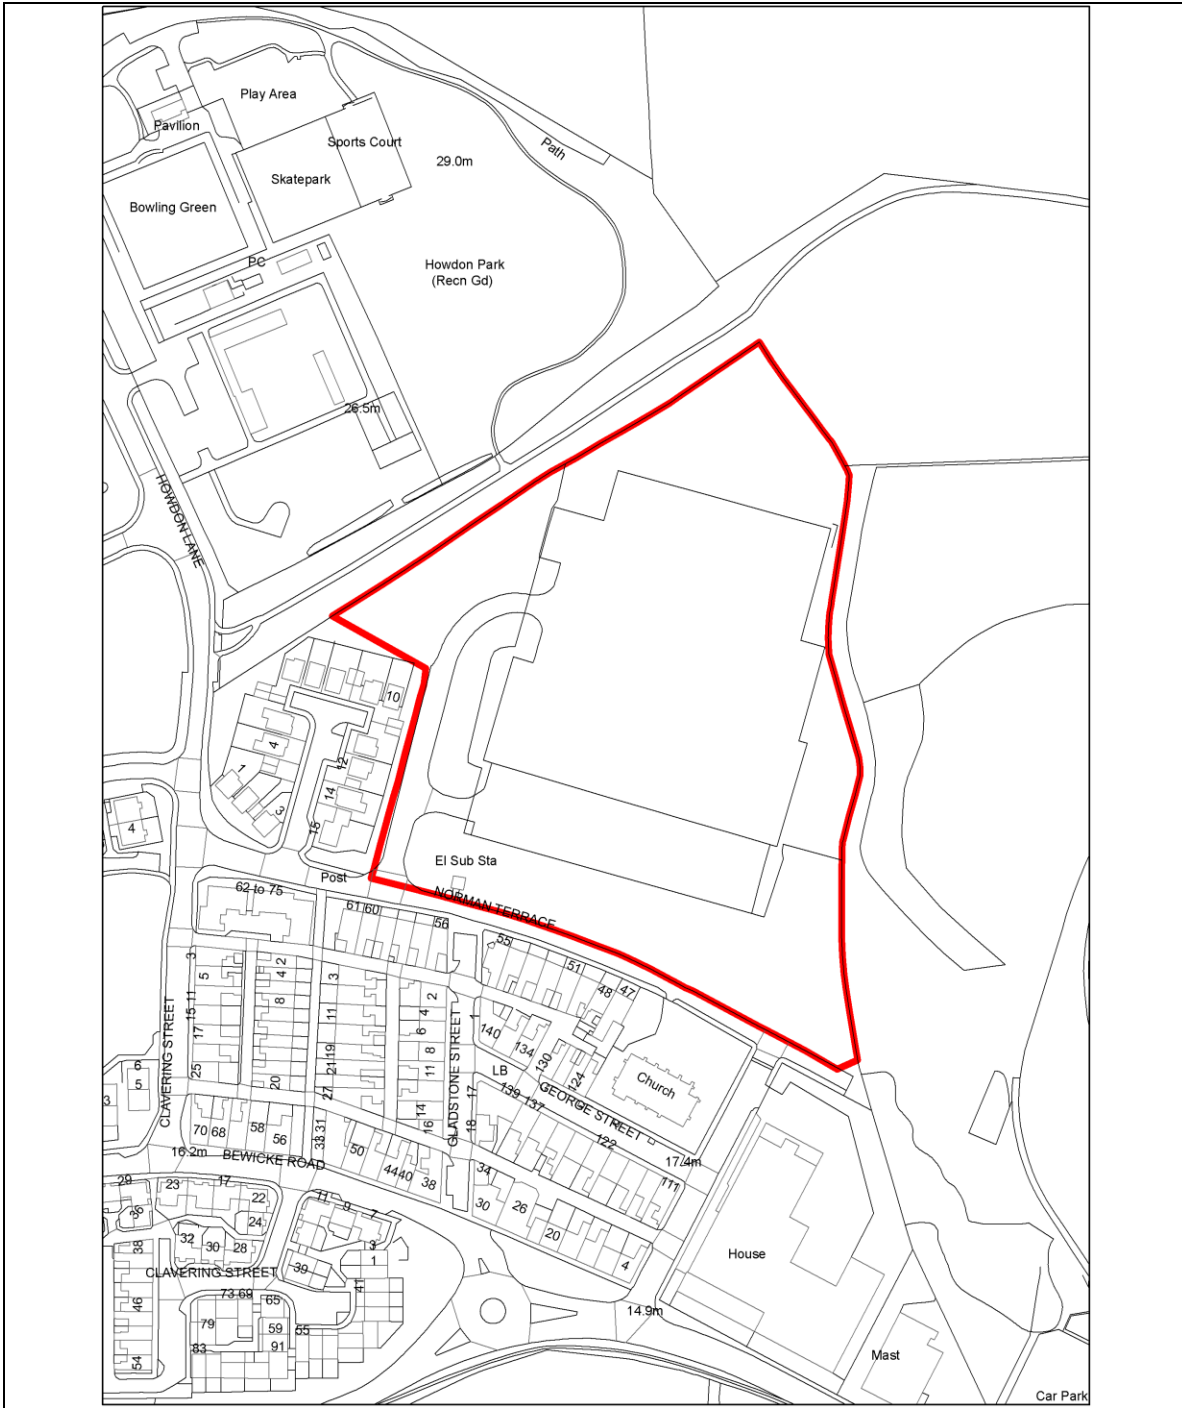 Play Area
Pavilion
Sports Court
29.0m
Path
Skatepark
Bowling Green
PC
Howdon Park
(Recn Gd)
26.5m
HOWDON LANE
10
4
1
3
12
14
15
4
Post
El Sub Sta
62 to 75
NORMAN TERRACE
61 60
56
55
51
48
47
3
5
15 11
17
25
2
4
8
20
3
11
19
21
27
2
4
6
8
11
14
16
1
140
134
130
124
Church
LB
GEORGE STREET
CLAVERING STREET
GLADSTONE STREET
6
5
3
70 68
58
56
33 31
50
44 40
38
17
18
139 137
122
17.4m
111
16.2m
BEWICKE ROAD
34
30
26
20
4
29
23
17
22
24
36
32
30
28
38
11
9
7
3
1
39
41
CLAVERING STREET
46
54
73 69
65
79
59
55
83
91
14.9m
House
Mast
Car Park